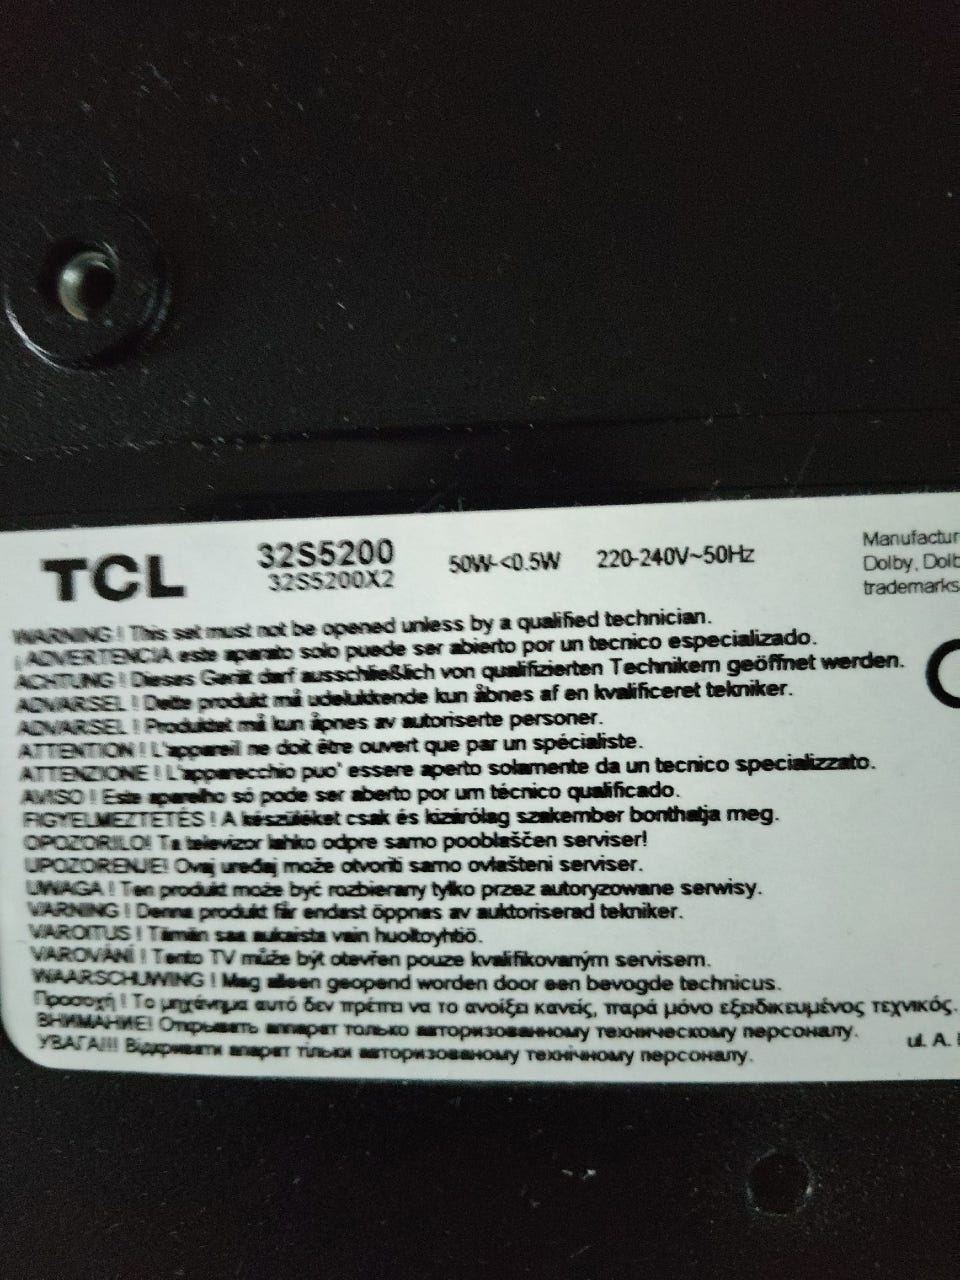 TCL 32S5200 50W-<0.5W 220-240V~50Hz
32S5200X2
Manufactur
Dolby, Dolb
trademarks
WARNING ! This set must not be opened unless by a qualified technician.
¡ ADVERTENCIA este aparato solo puede ser abierto por un tecnico especializado.
ACHTUNG ! Dieses Gerät darf ausschließlich von qualifizierten Technikern geöffnet werden.
ADVARSEL ! Dette produkt må udelukkende kun åbnes af en kvalificeret tekniker.
ADVARSEL ! Produktet må kun åpnes av autoriserte personer.
ATTENTION ! L'appareil ne doit être ouvert que par un spécialiste.
ATTENZIONE ! L'apparecchio puo' essere aperto solamente da un tecnico specializzato.
AVISO ! Este aparelho só pode ser aberto por um técnico qualificado.
FIGYELMEZTETÉS ! A készüléket csak és kizárólag szakember bonthatja meg.
OPOZORILO! Ta televizor lahko odpre samo pooblaščen serviser!
UPOZORENJE! Ovaj uređaj može otvoriti samo ovlašteni serviser.
UWAGA ! Ten produkt może być rozbierany tylko przez autoryzowane serwisy.
VARNING ! Denna produkt får endast öppnas av auktoriserad tekniker.
VAROITUS ! Tämän saa aukaista vain huoltoyhtiö.
VAROVÁNÍ ! Tento TV může být otevřen pouze kvalifikovaným servisem.
WAARSCHUWING ! Mag alleen geopend worden door een bevogde technicus.
Προσοχή ! Το μηχάνημα αυτό δεν πρέπει να το ανοίξει κανείς, παρά μόνο εξειδικευμένος τεχνικός.
ВНИМАНИЕ! Открывать аппарат только авторизованному техническому персоналу.
УВАГА!!! Відкривати апарат тільки авторизованому технічному персоналу.
ul. A.